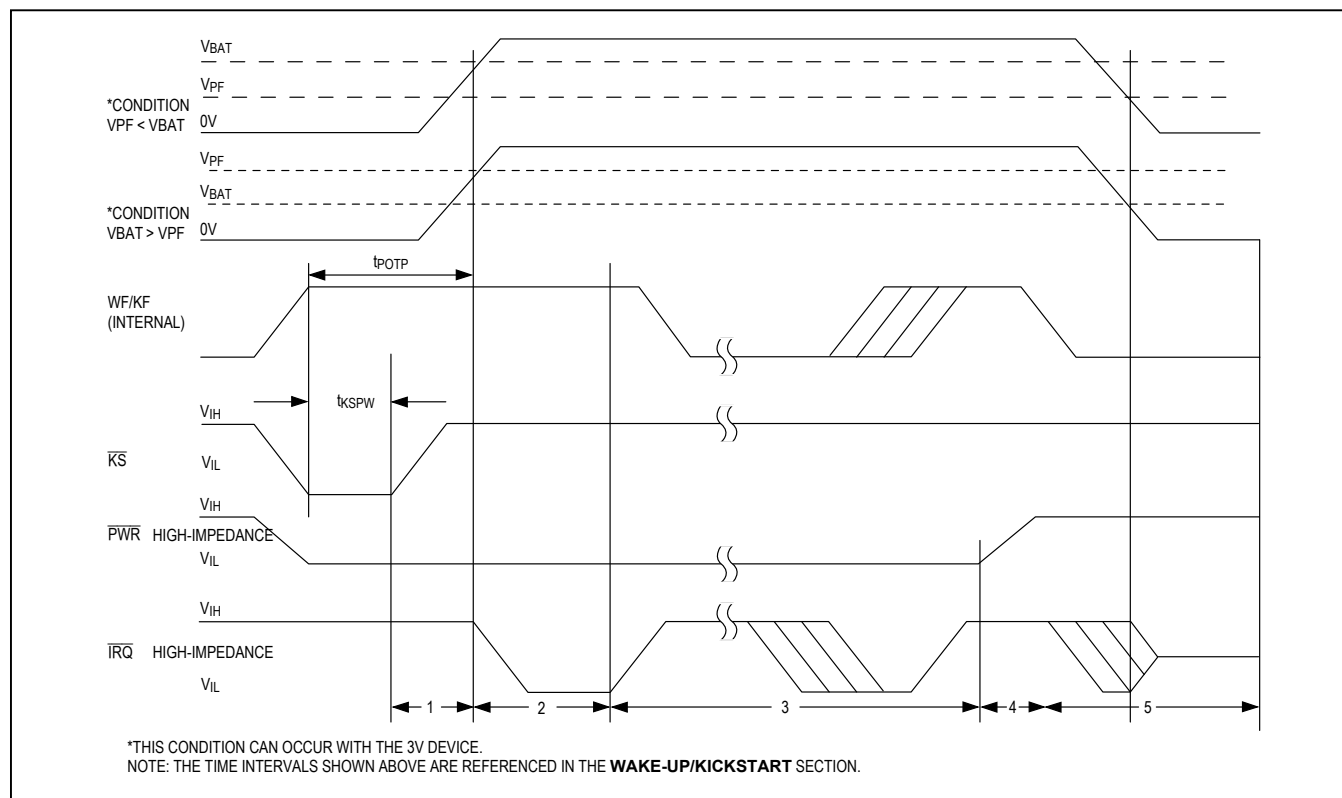 VBAT
VPF
*CONDITION
VPF < VBAT 0V
VPF
VBAT
*CONDITION
VBAT > VPF 0V
tPOTP
WF/KF
(INTERNAL)
tKSPW
VIH
KS VIL
VIH
PWR HIGH-IMPEDANCE
VIL
VIH
IRQ HIGH-IMPEDANCE
VIL
1 2 3 4 5
*THIS CONDITION CAN OCCUR WITH THE 3V DEVICE.
NOTE: THE TIME INTERVALS SHOWN ABOVE ARE REFERENCED IN THE WAKE-UP/KICKSTART SECTION.